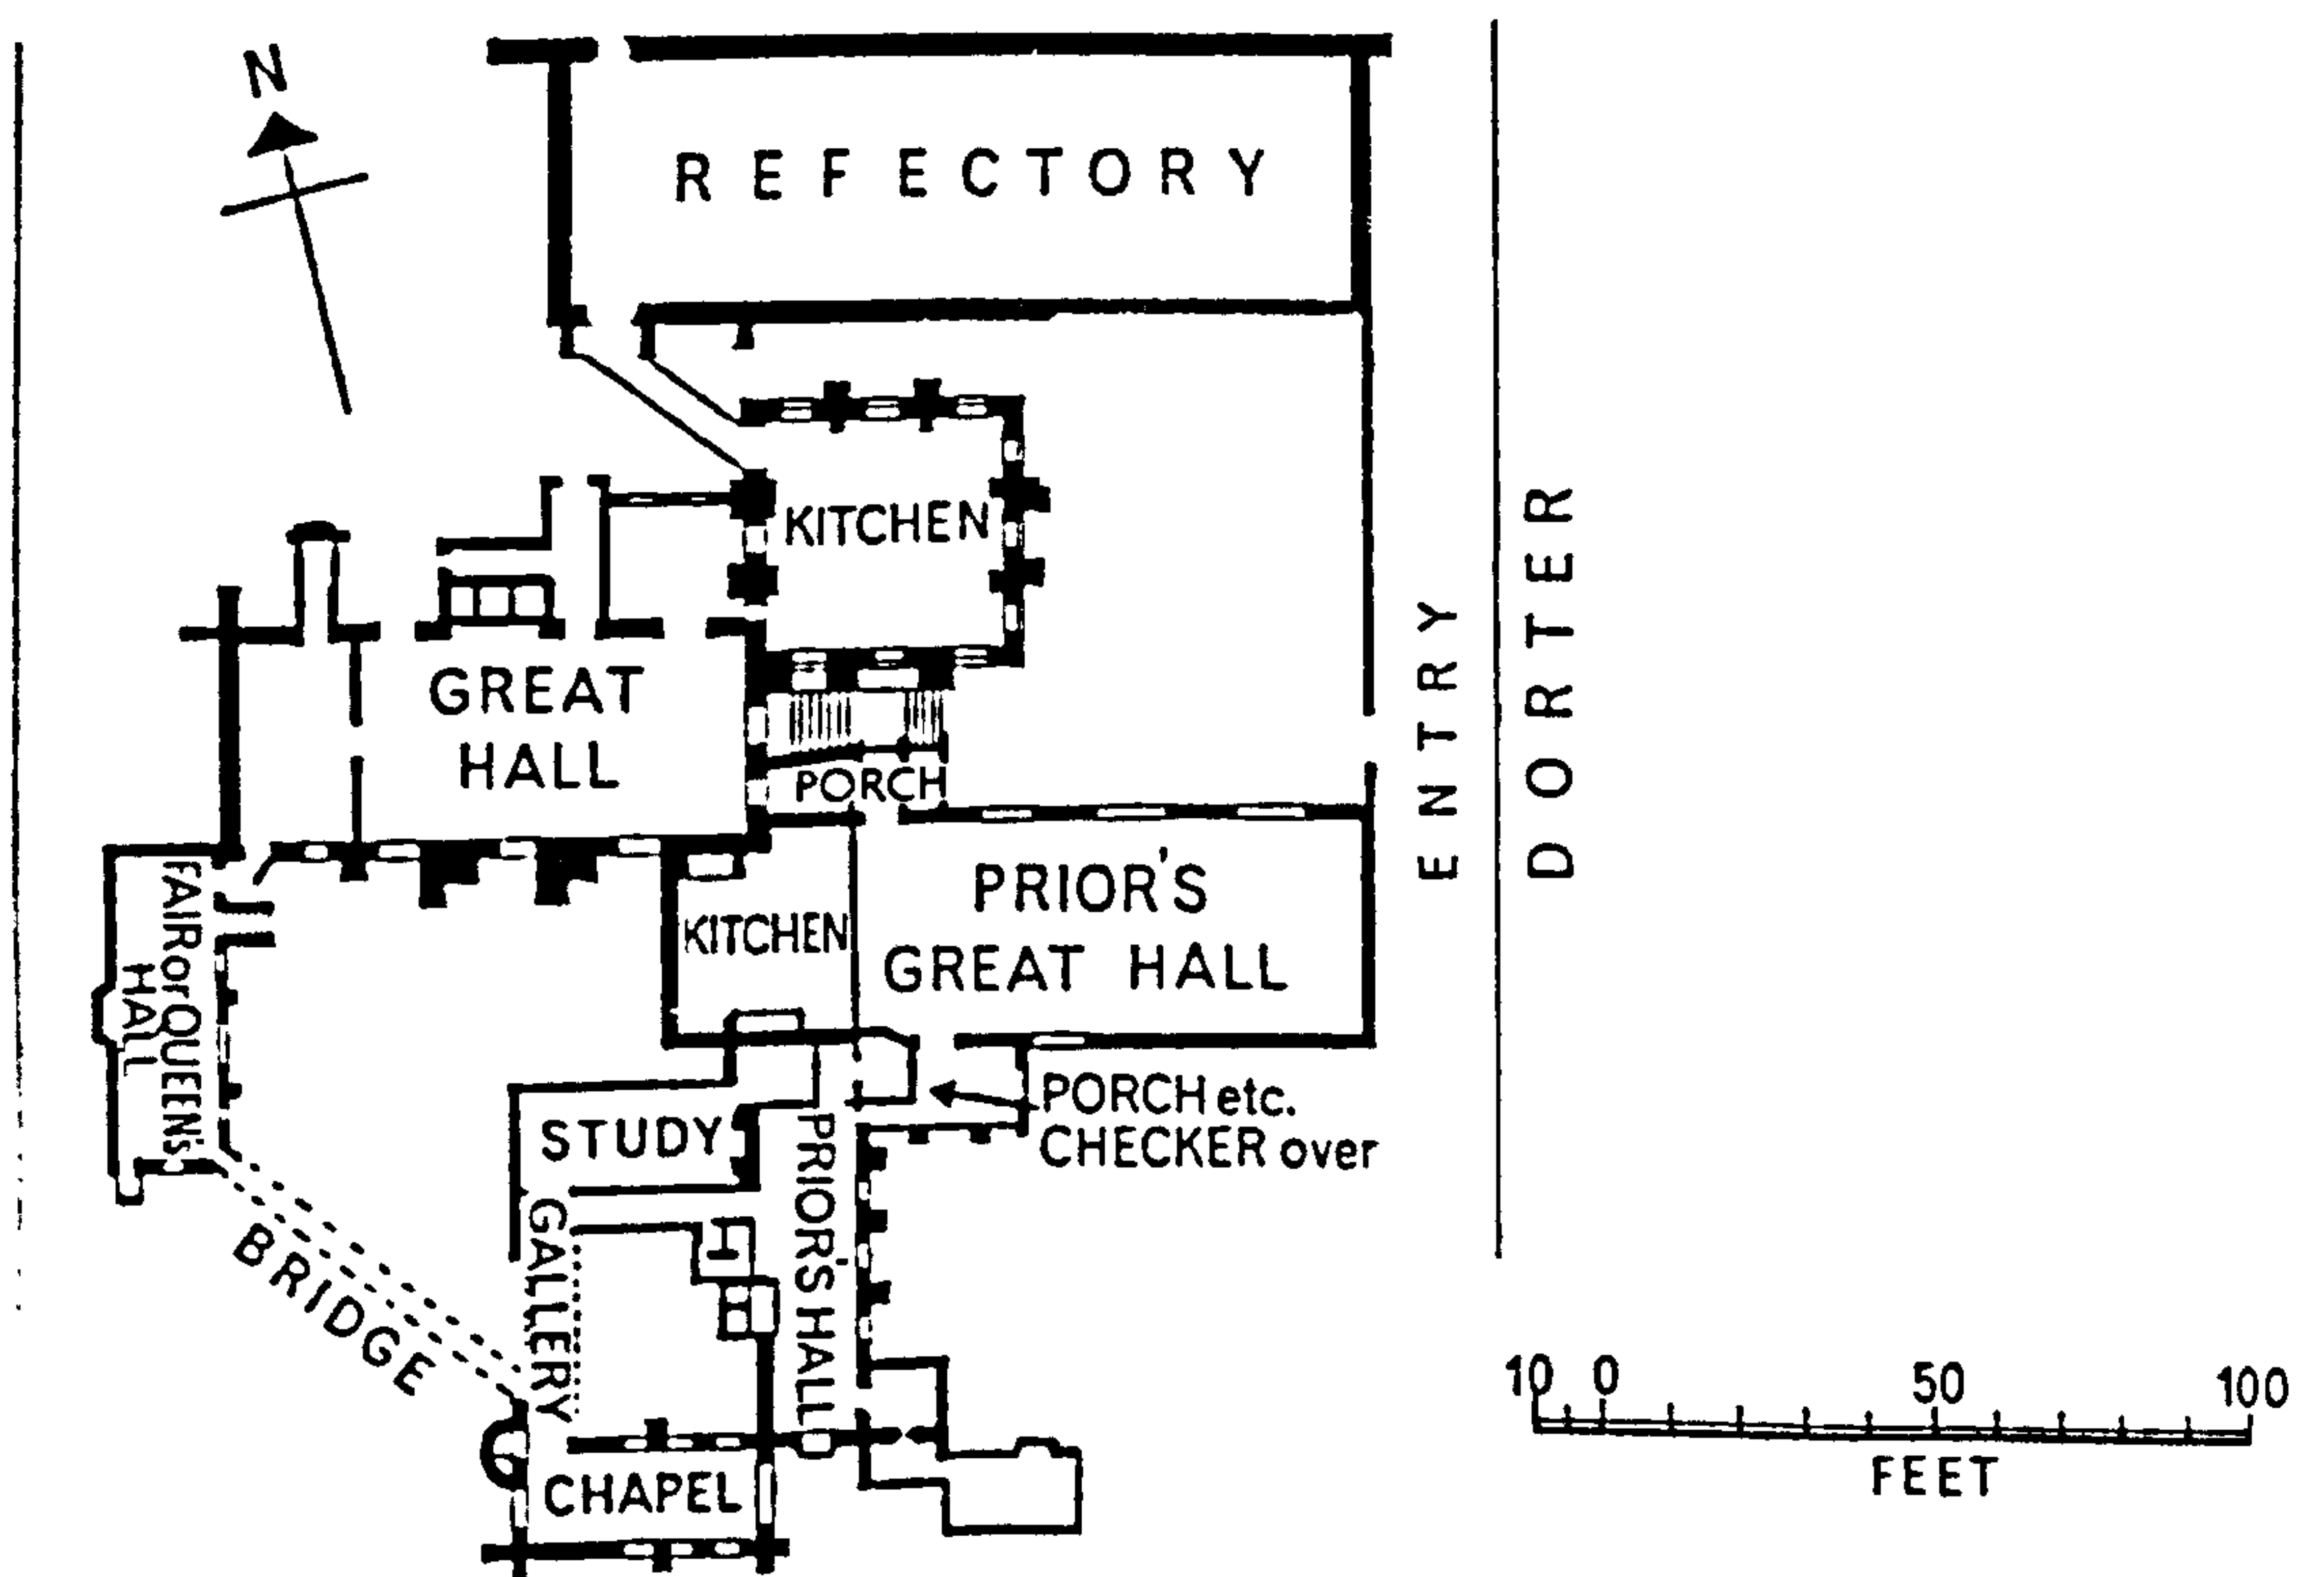 N
REFECTORY
KITCHEN
GREAT
HALL
PORCH
ENTRY
DORTER
FAIR or QUEEN'S
HALL
KITCHEN
PRIOR'S
GREAT HALL
STUDY
PRIOR'S HALL
PORCH etc.
CHECKER over
GALLERY
BRIDGE
CHAPEL
10 0 50 100
FEET